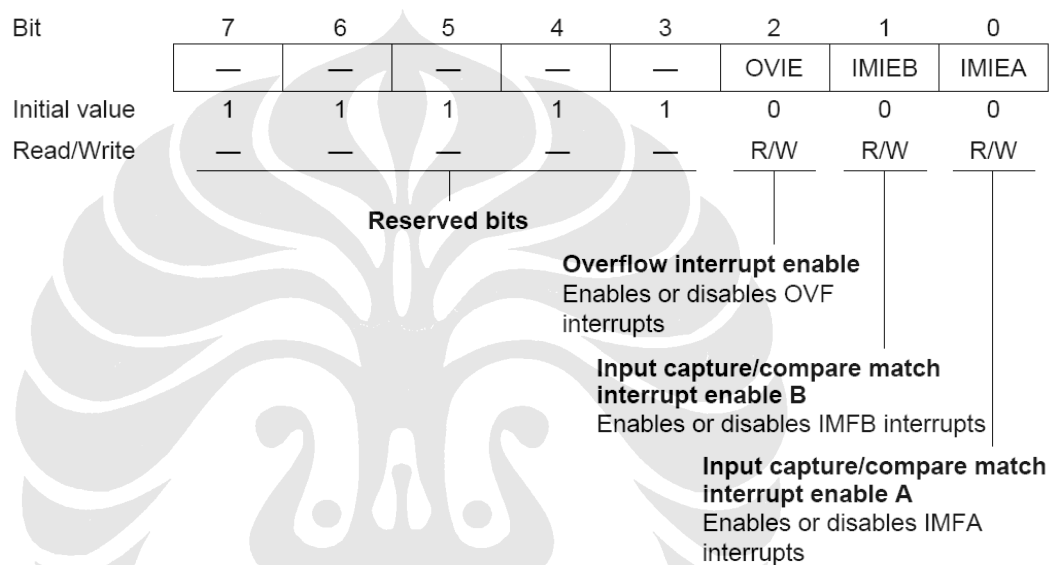 Bit 7 6 5 4 3 2 1 0
— — — — — OVIE IMIEB IMIEA
Initial value 1 1 1 1 1 0 0 0
Read/Write — — — — — R/W R/W R/W
Reserved bits
Overflow interrupt enable
Enables or disables OVF
interrupts
Input capture/compare match
interrupt enable B
Enables or disables IMFB interrupts
Input capture/compare match
interrupt enable A
Enables or disables IMFA
interrupts